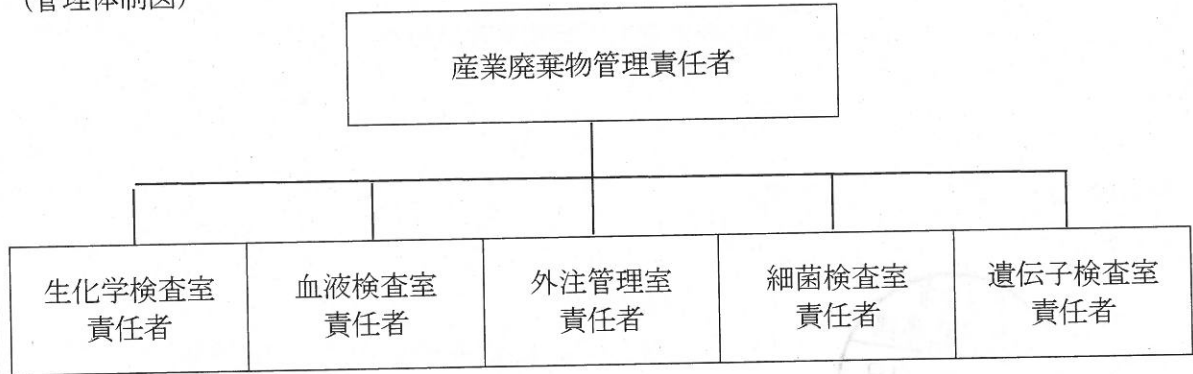 （管理体制図）
産業廃棄物管理責任者
生化学検査室
責任者
血液検査室
責任者
外注管理室
責任者
細菌検査室
責任者
遺伝子検査室
責任者